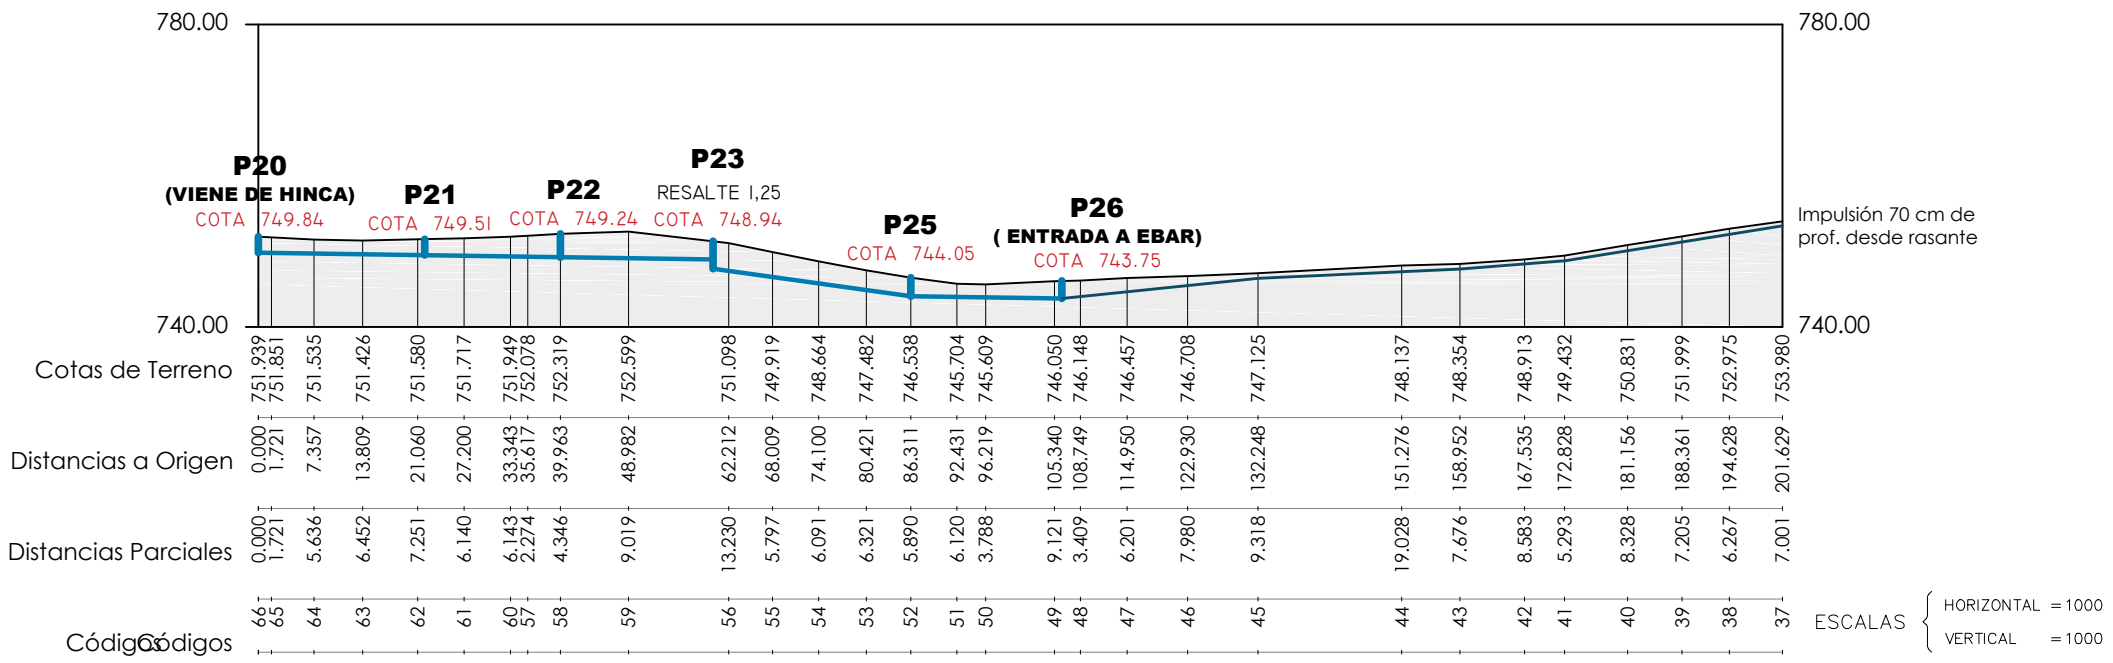 780.00
780.00
P20
(VIENE DE HINCA)
COTA 749.84
P21
COTA 749.51
P22
COTA 749.24
P23
RESALTE 1,25
COTA 748.94
P25
COTA 744.05
P26
( ENTRADA A EBAR)
COTA 743.75
Impulsión 70 cm de
prof. desde rasante
740.00
740.00
Cotas de Terreno 751.939 751.851 751.535 751.426 751.580 751.717 751.949 752.078 752.319 752.599 751.098 749.919 748.664 747.482 746.538 745.704 745.609 746.050 746.148 746.457 746.708 747.125 748.137 748.354 748.913 749.432 750.831 751.999 752.975 753.980
Distancias a Origen 0.000 1.721 7.357 13.809 21.060 27.200 33.343 35.617 39.963 48.982 62.212 68.009 74.100 80.421 86.311 92.431 96.219 105.340 108.749 114.950 122.930 132.248 151.276 158.952 167.535 172.828 181.156 188.361 194.628 201.629
Distancias Parciales 0.000 1.721 5.636 6.452 7.251 6.140 6.143 2.274 4.346 9.019 13.230 5.797 6.091 6.321 5.890 6.120 3.788 9.121 3.409 6.201 7.980 9.318 19.028 7.676 8.583 5.293 8.328 7.205 6.267 7.001
Códigos Códigos 66 65 64 63 62 61 60 57 58 59 56 55 54 53 52 51 50 49 48 47 46 45 44 43 42 41 40 39 38 37
ESCALAS
HORIZONTAL = 1000
VERTICAL = 1000